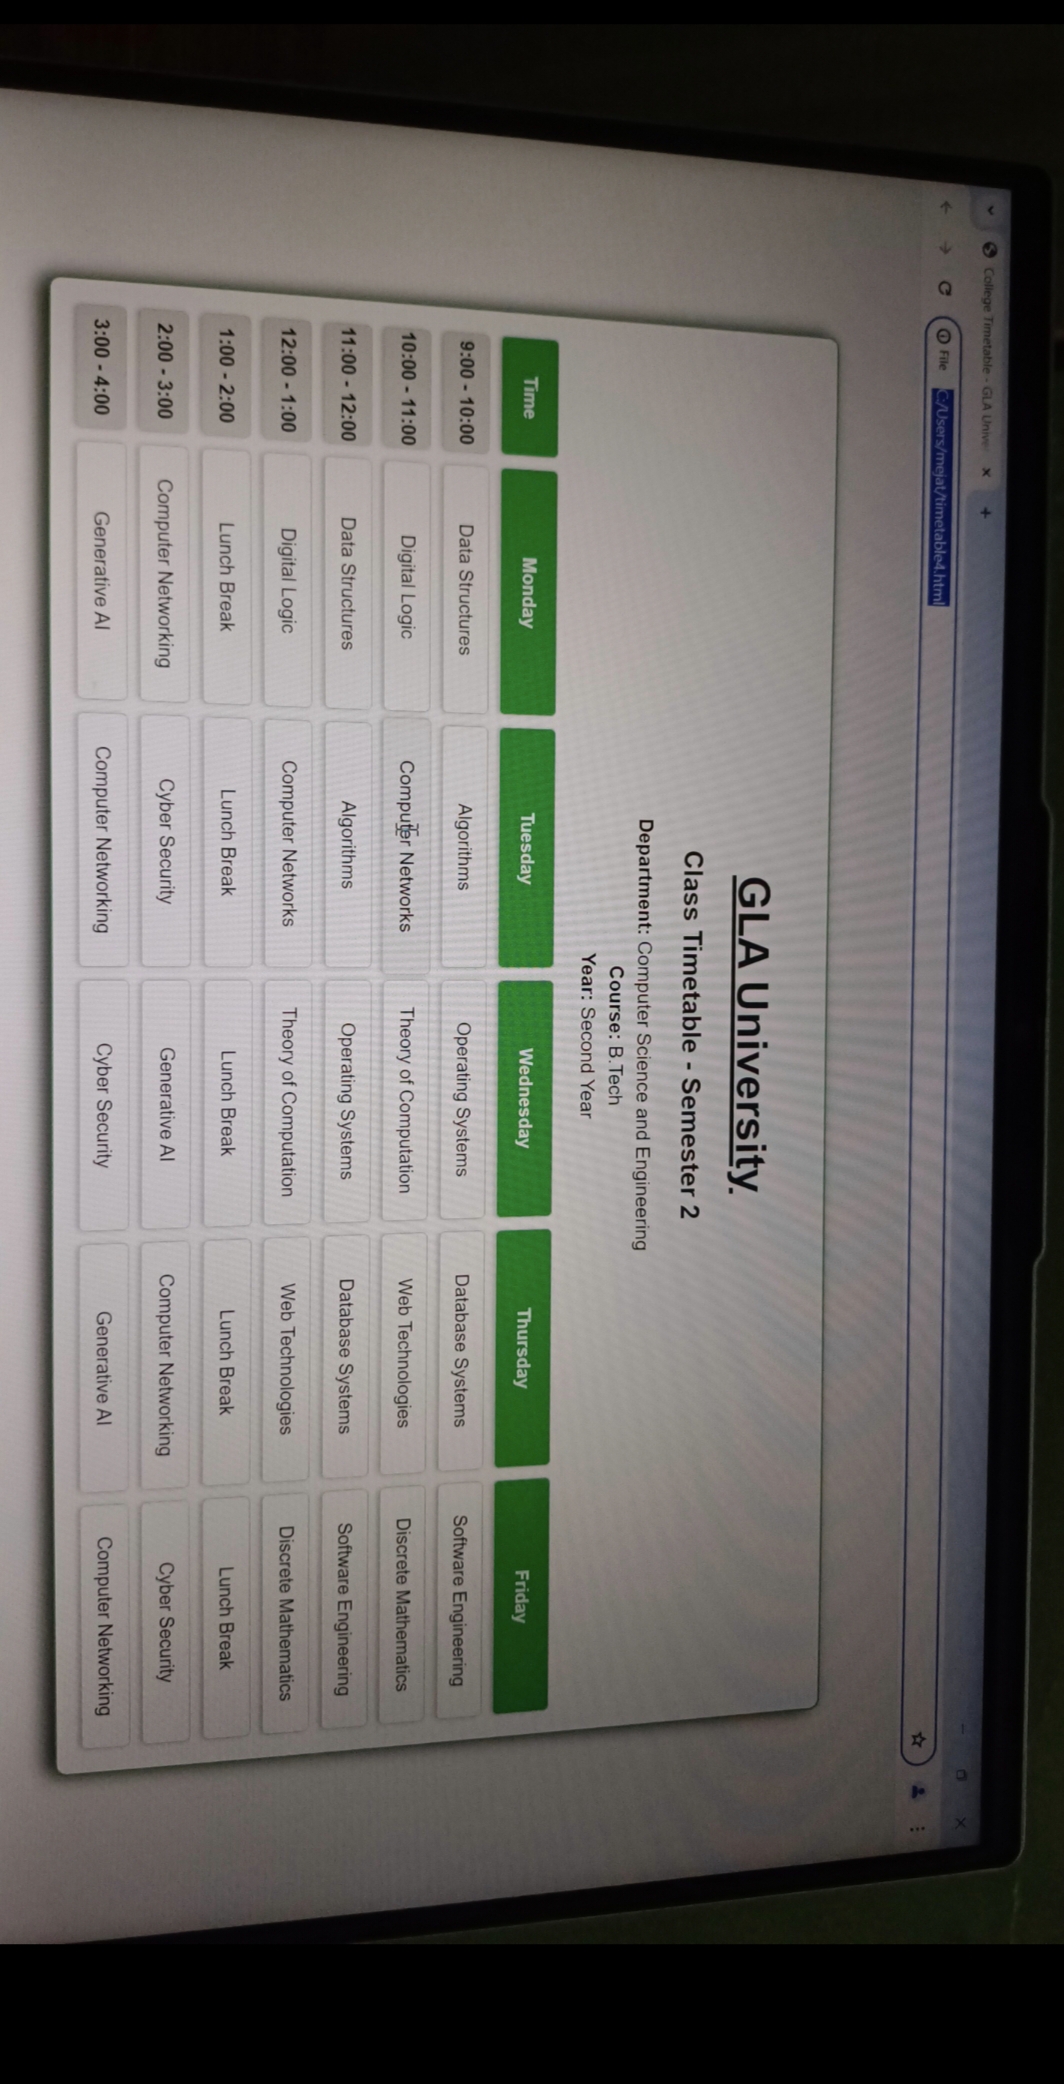 College Timetable - GLA Unive
File C:/Users/mejat/timetable4.html
GLA University.
Class Timetable - Semester 2
Department: Computer Science and Engineering
Course: B.Tech
Year: Second Year
Time Monday Tuesday Wednesday Thursday Friday
9:00 - 10:00 Data Structures Algorithms Operating Systems Database Systems Software Engineering
10:00 - 11:00 Digital Logic Computer Networks Theory of Computation Web Technologies Discrete Mathematics
11:00 - 12:00 Data Structures Algorithms Operating Systems Database Systems Software Engineering
12:00 - 1:00 Digital Logic Computer Networks Theory of Computation Web Technologies Discrete Mathematics
1:00 - 2:00 Lunch Break Lunch Break Lunch Break Lunch Break Lunch Break
2:00 - 3:00 Computer Networking Cyber Security Generative AI Computer Networking Cyber Security
3:00 - 4:00 Generative AI Computer Networking Cyber Security Generative AI Computer Networking